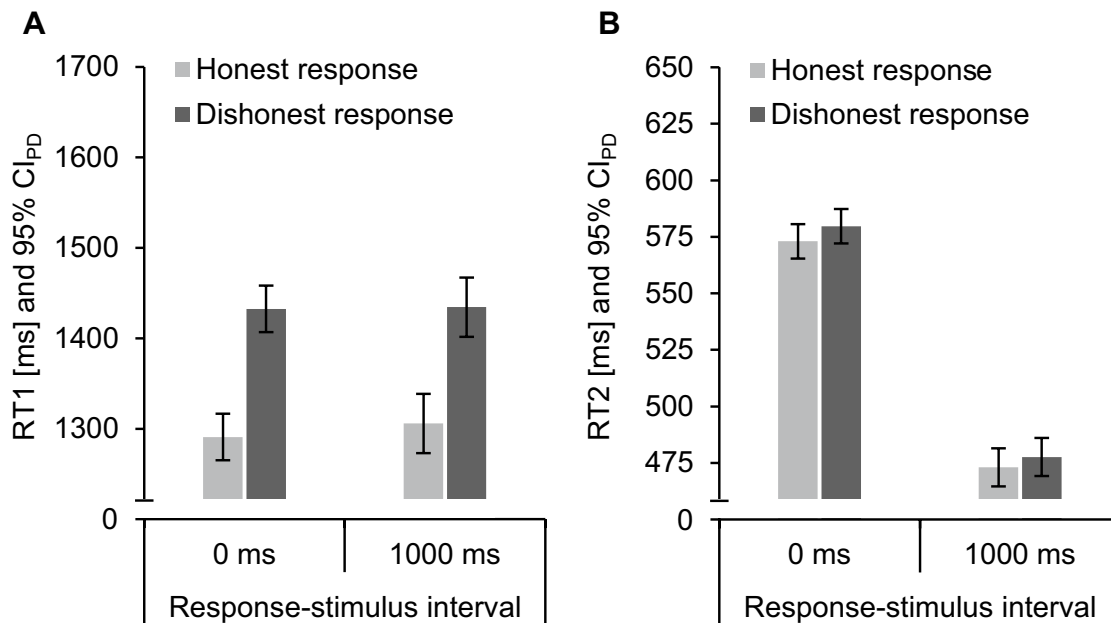 A
Honest response
Dishonest response
RT1 [ms] and 95% CI_PD
1700
1600
1500
1400
1300
0
0 ms 1000 ms
Response-stimulus interval
B
Honest response
Dishonest response
RT2 [ms] and 95% CI_PD
650
625
600
575
550
525
500
475
0
0 ms 1000 ms
Response-stimulus interval